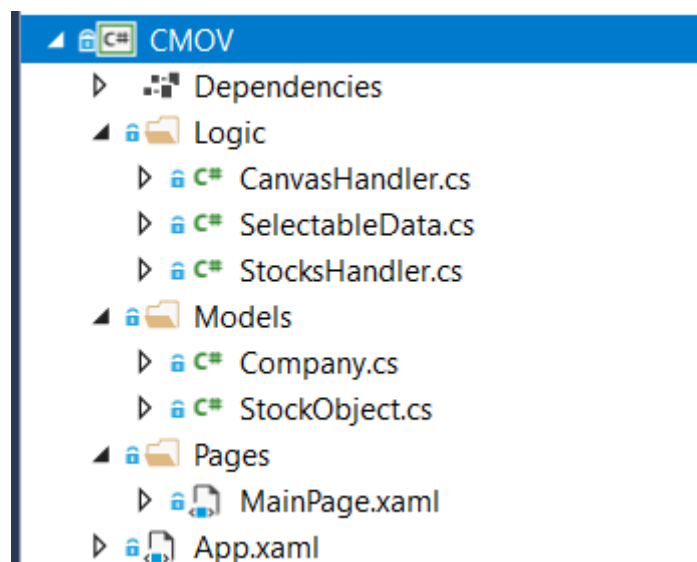 C# CMOV
Dependencies
Logic
C# CanvasHandler.cs
C# SelectableData.cs
C# StocksHandler.cs
Models
C# Company.cs
C# StockObject.cs
Pages
MainPage.xaml
App.xaml